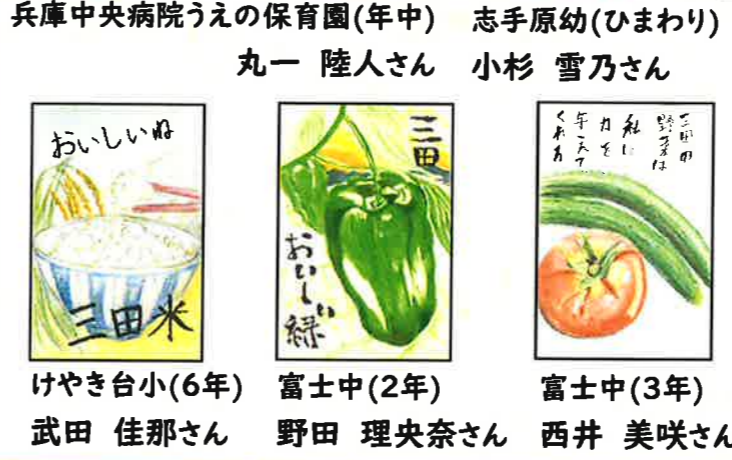 兵庫中央病院うえの保育園(年中)
丸一 陸人さん
志手原幼(ひまわり)
小杉 雪乃さん
おいしいね
三田米
三田
おいしい緑
三田の
野菜は
私に
力を
与えて
くれる
けやき台小(6年)
武田 佳那さん
富士中(2年)
野田 理央奈さん
富士中(3年)
西井 美咲さん